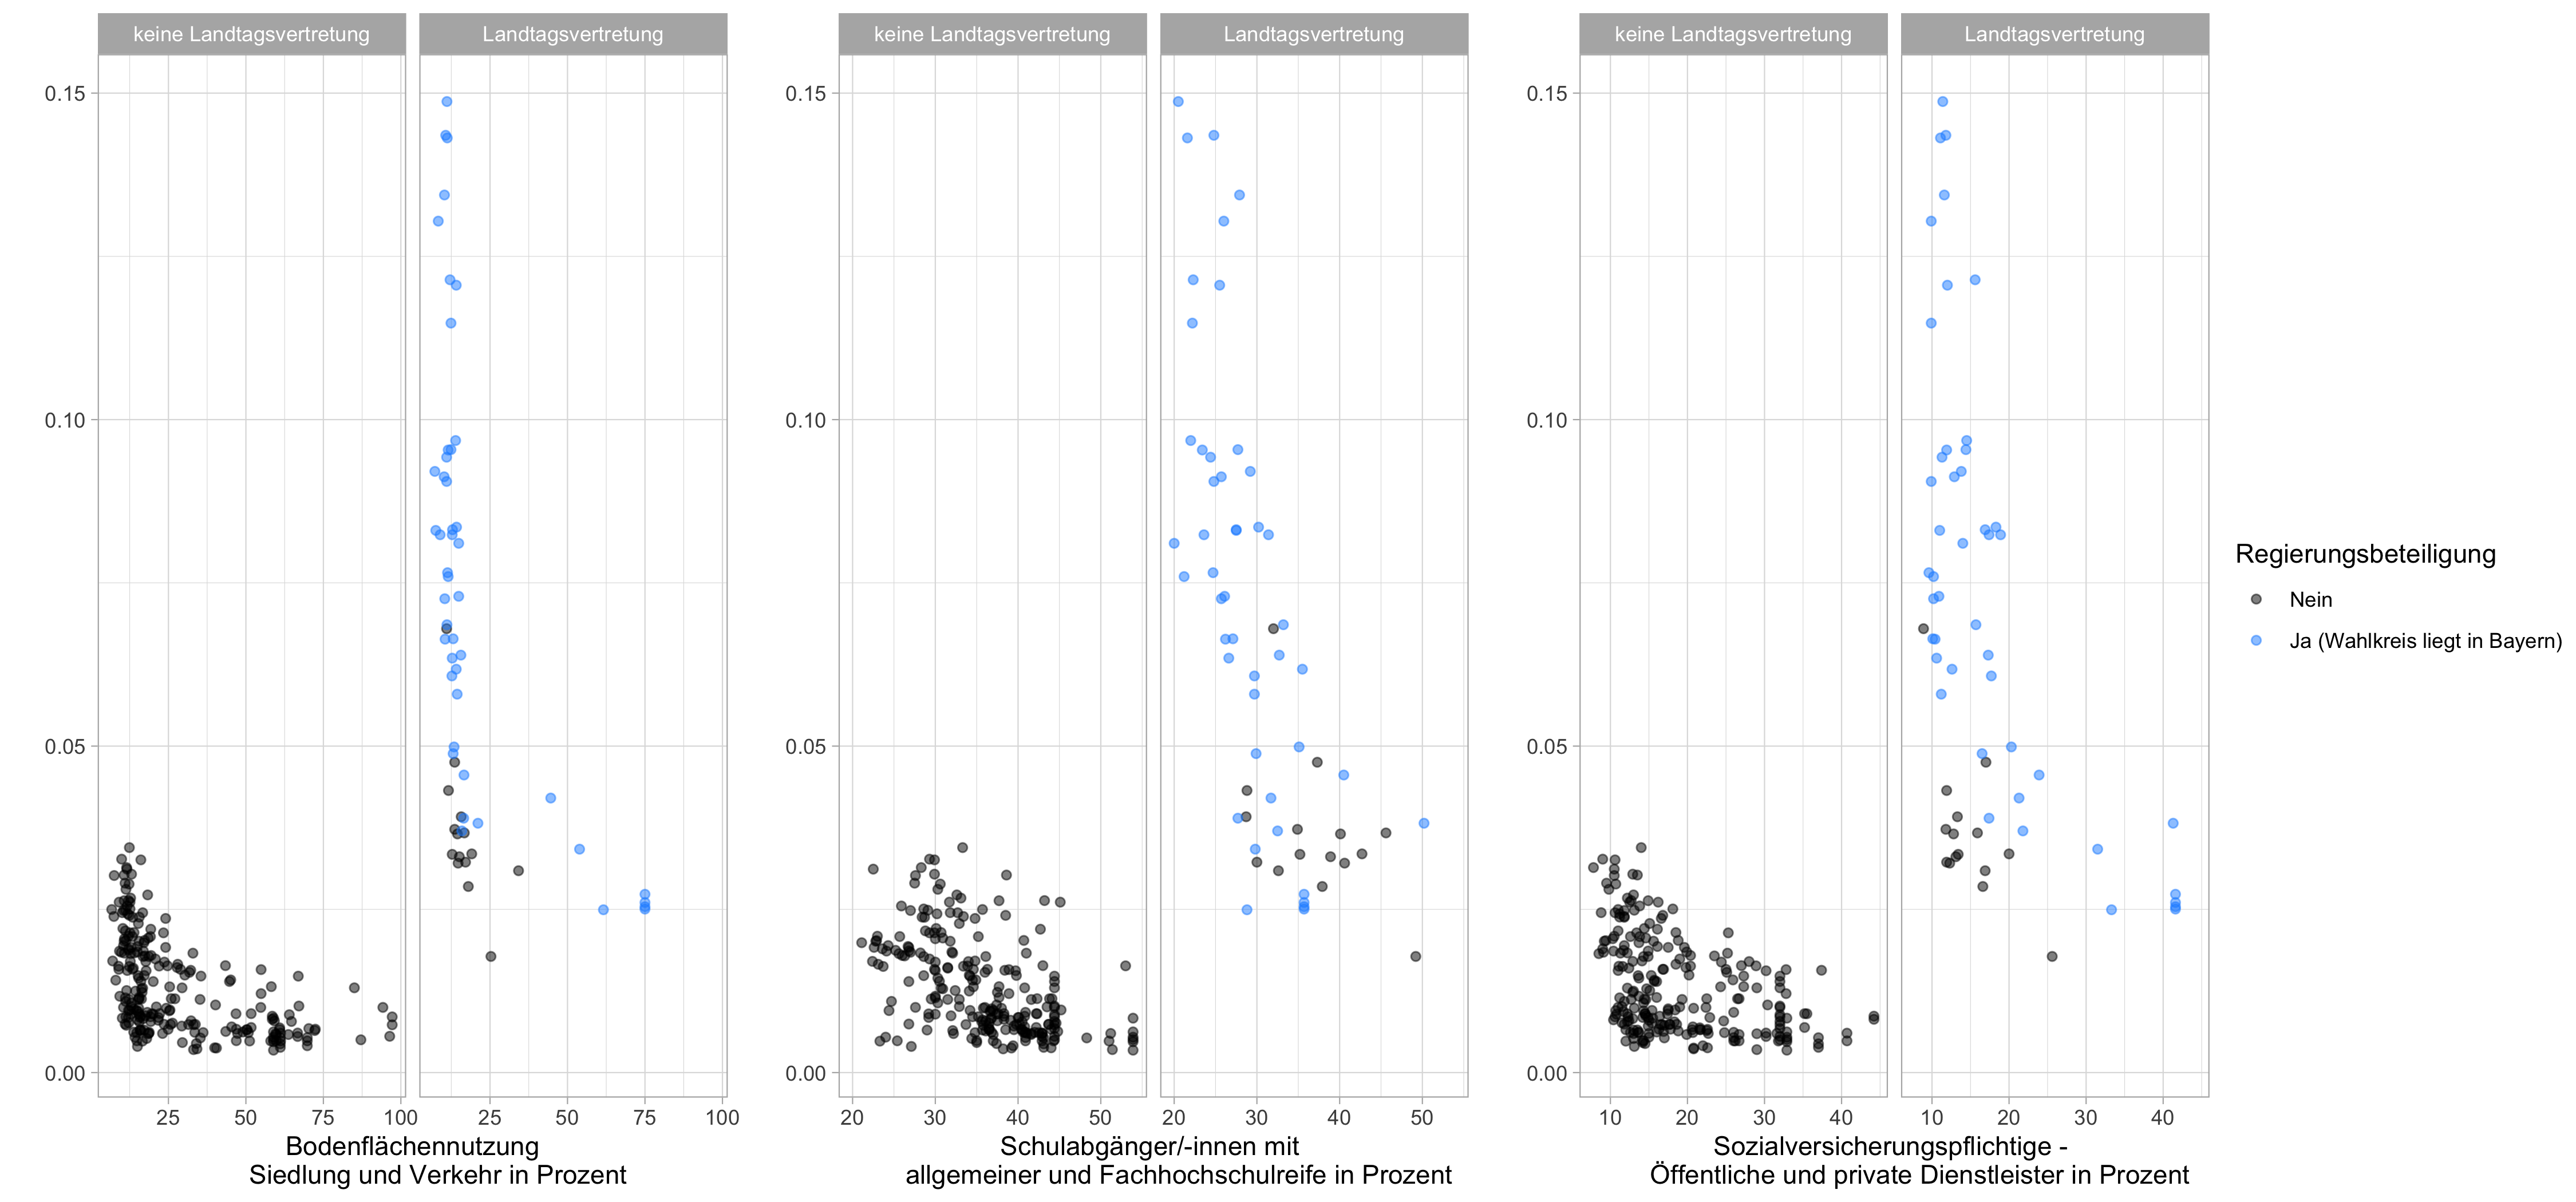 keine Landtagsvertretung Landtagsvertretung keine Landtagsvertretung Landtagsvertretung keine Landtagsvertretung Landtagsvertretung
0.15 0.15 0.15
0.10 0.10 0.10
Regierungsbeteiligung
Nein
Ja (Wahlkreis liegt in Bayern)
0.05 0.05 0.05
0.00 0.00 0.00
25 50 75 100 25 50 75 100 20 30 40 50 20 30 40 50 10 20 30 40 10 20 30 40
Bodenflächennutzung
Siedlung und Verkehr in Prozent
Schulabgänger/-innen mit
allgemeiner und Fachhochschulreife in Prozent
Sozialversicherungspflichtige -
Öffentliche und private Dienstleister in Prozent